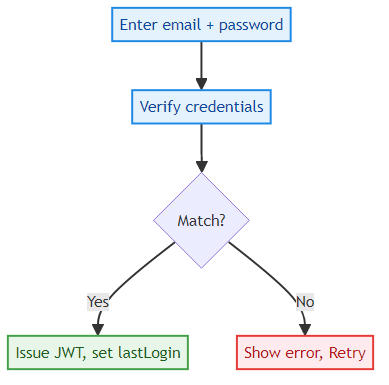 Enter email + password
Verify credentials
Match?
Yes
No
Issue JWT, set lastLogin
Show error, Retry